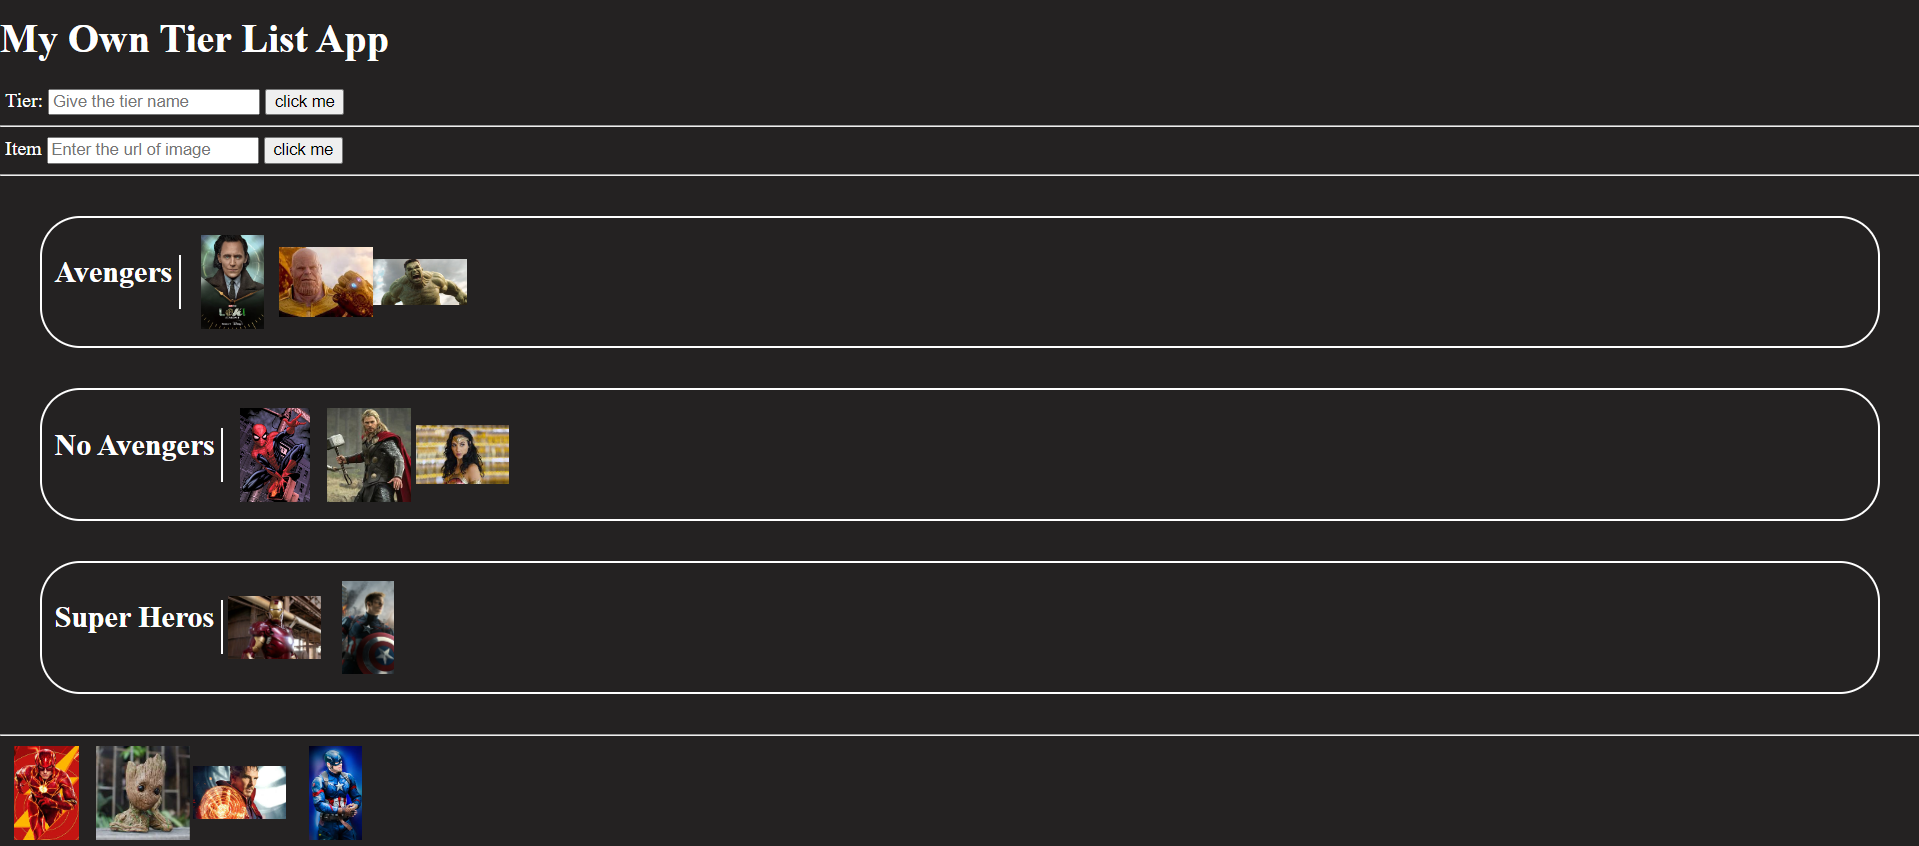 My Own Tier List App
Tier: Give the tier name click me
Item Enter the url of image click me
Avengers
No Avengers
Super Heros